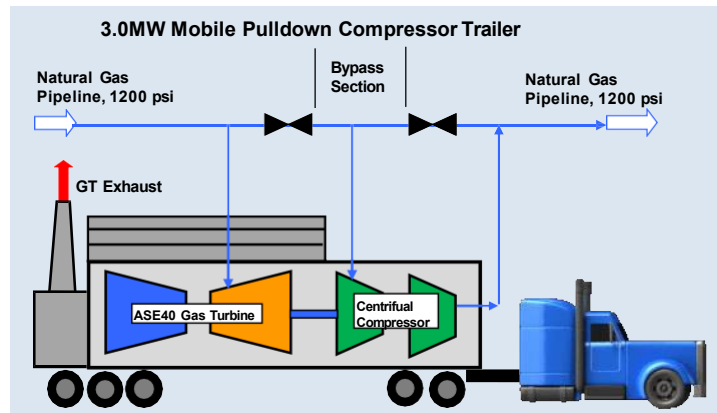 3.0MW Mobile Pulldown Compressor Trailer
Bypass
Section
Natural Gas
Pipeline, 1200 psi
Natural Gas
Pipeline, 1200 psi
GT Exhaust
ASE40 Gas Turbine
Centrifual
Compressor